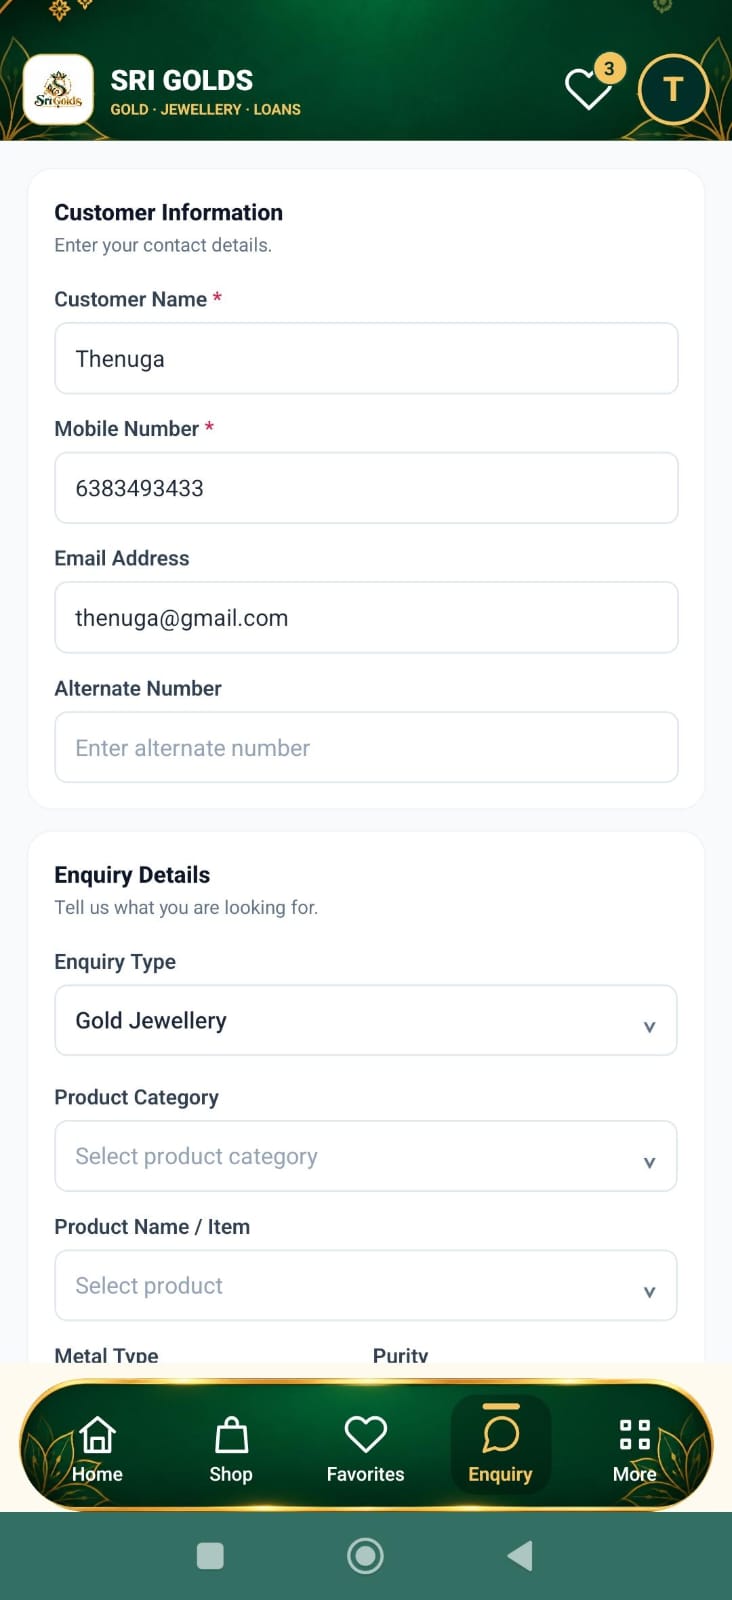 SriGolds
SRI GOLDS
GOLD · JEWELLERY · LOANS
3
T
Customer Information
Enter your contact details.
Customer Name *
Thenuga
Mobile Number *
6383493433
Email Address
thenuga@gmail.com
Alternate Number
Enter alternate number
Enquiry Details
Tell us what you are looking for.
Enquiry Type
Gold Jewellery
Product Category
Select product category
Product Name / Item
Select product
Metal Type Purity
Home Shop Favorites Enquiry More